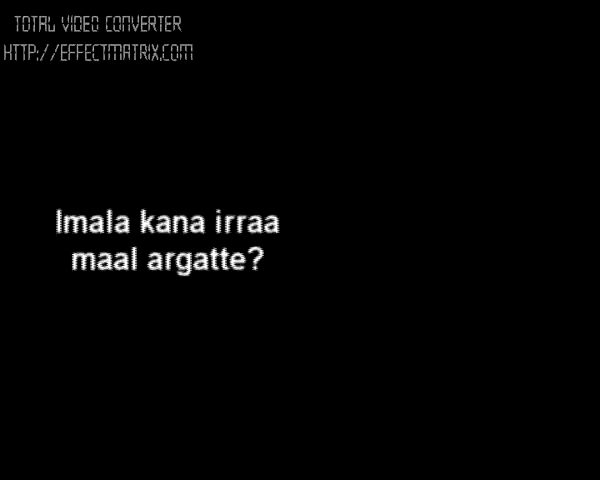 TOTAL VIDEO CONVERTER
HTTP://EFFECTMATRIX.COM
Imala kana irraa
maal argatte?